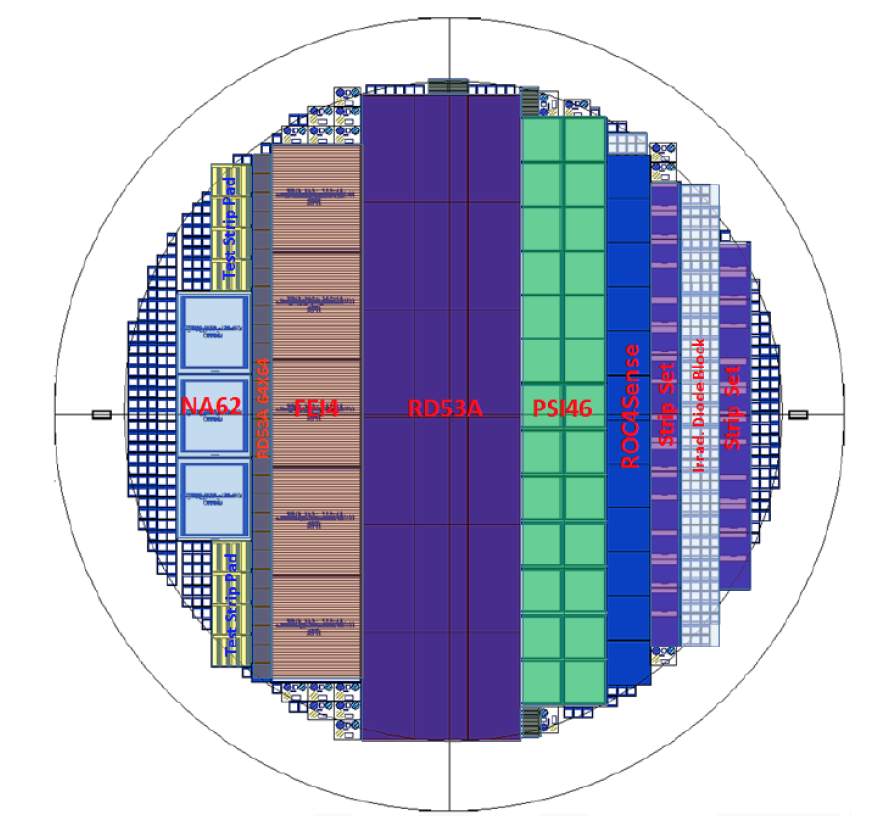 Test Strip Pad
NA62
RD53A 64X64
FEI4
RD53A
PSI46
ROC4Sense
Strip Set
Irrad. Diode Block
Strip Set
Test Strip Pad